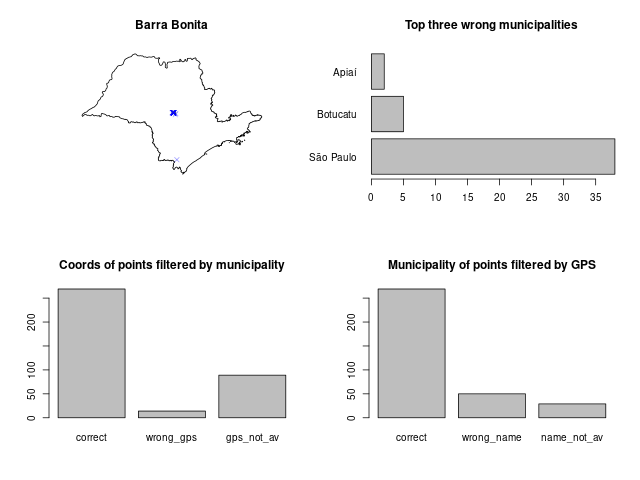 Barra Bonita
Top three wrong municipalities
Apiaí
Botucatu
São Paulo
0 5 10 15 20 25 30 35
Coords of points filtered by municipality
200
100
50
0
correct wrong_gps gps_not_av
Municipality of points filtered by GPS
200
100
50
0
correct wrong_name name_not_av